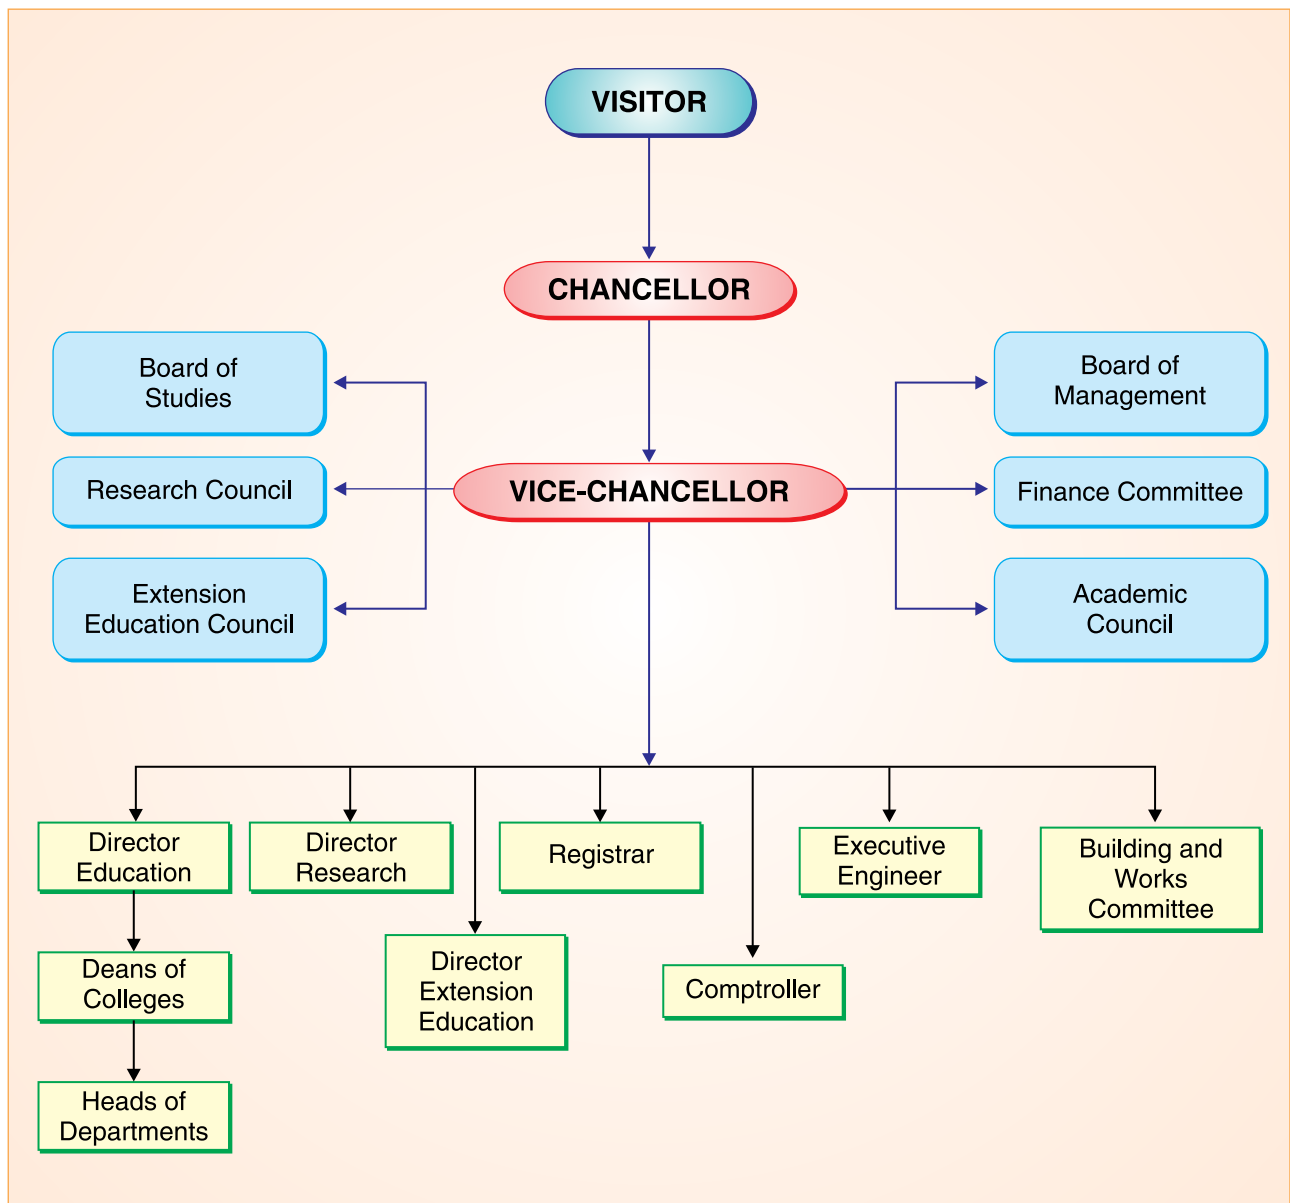 VISITOR
CHANCELLOR
Board of
Studies
Board of
Management
Research Council
VICE-CHANCELLOR
Finance Committee
Extension
Education Council
Academic
Council
Director
Education
Director
Research
Registrar
Executive
Engineer
Building and
Works
Committee
Deans of
Colleges
Director
Extension
Education
Comptroller
Heads of
Departments